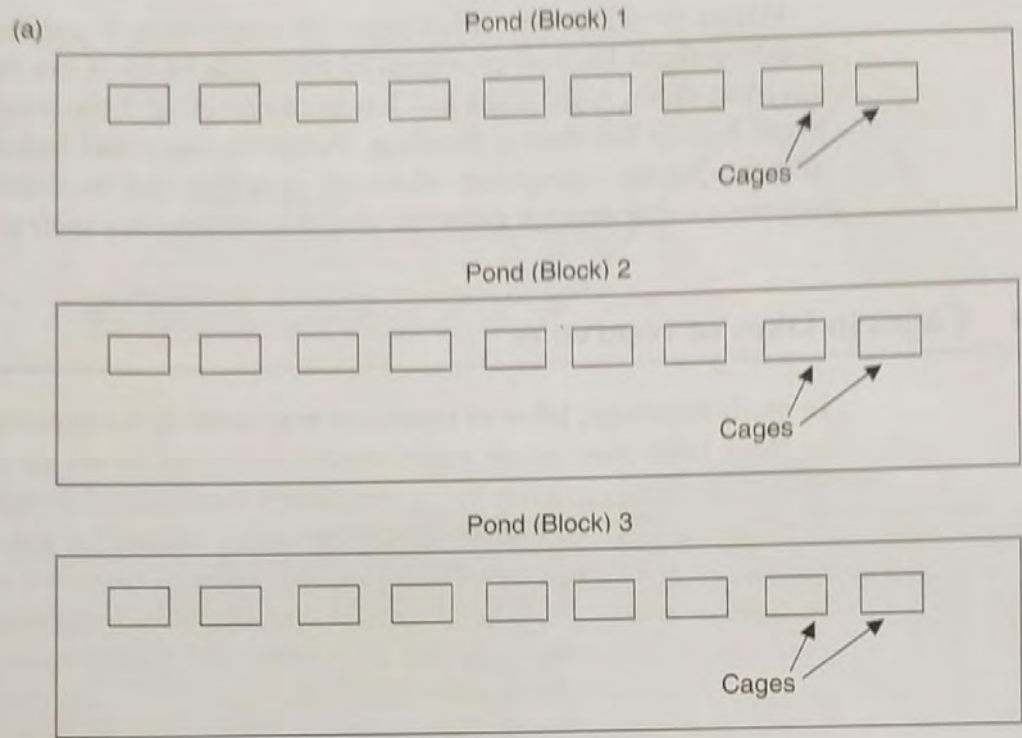 (a)
Pond (Block) 1
Cages
Pond (Block) 2
Cages
Pond (Block) 3
Cages